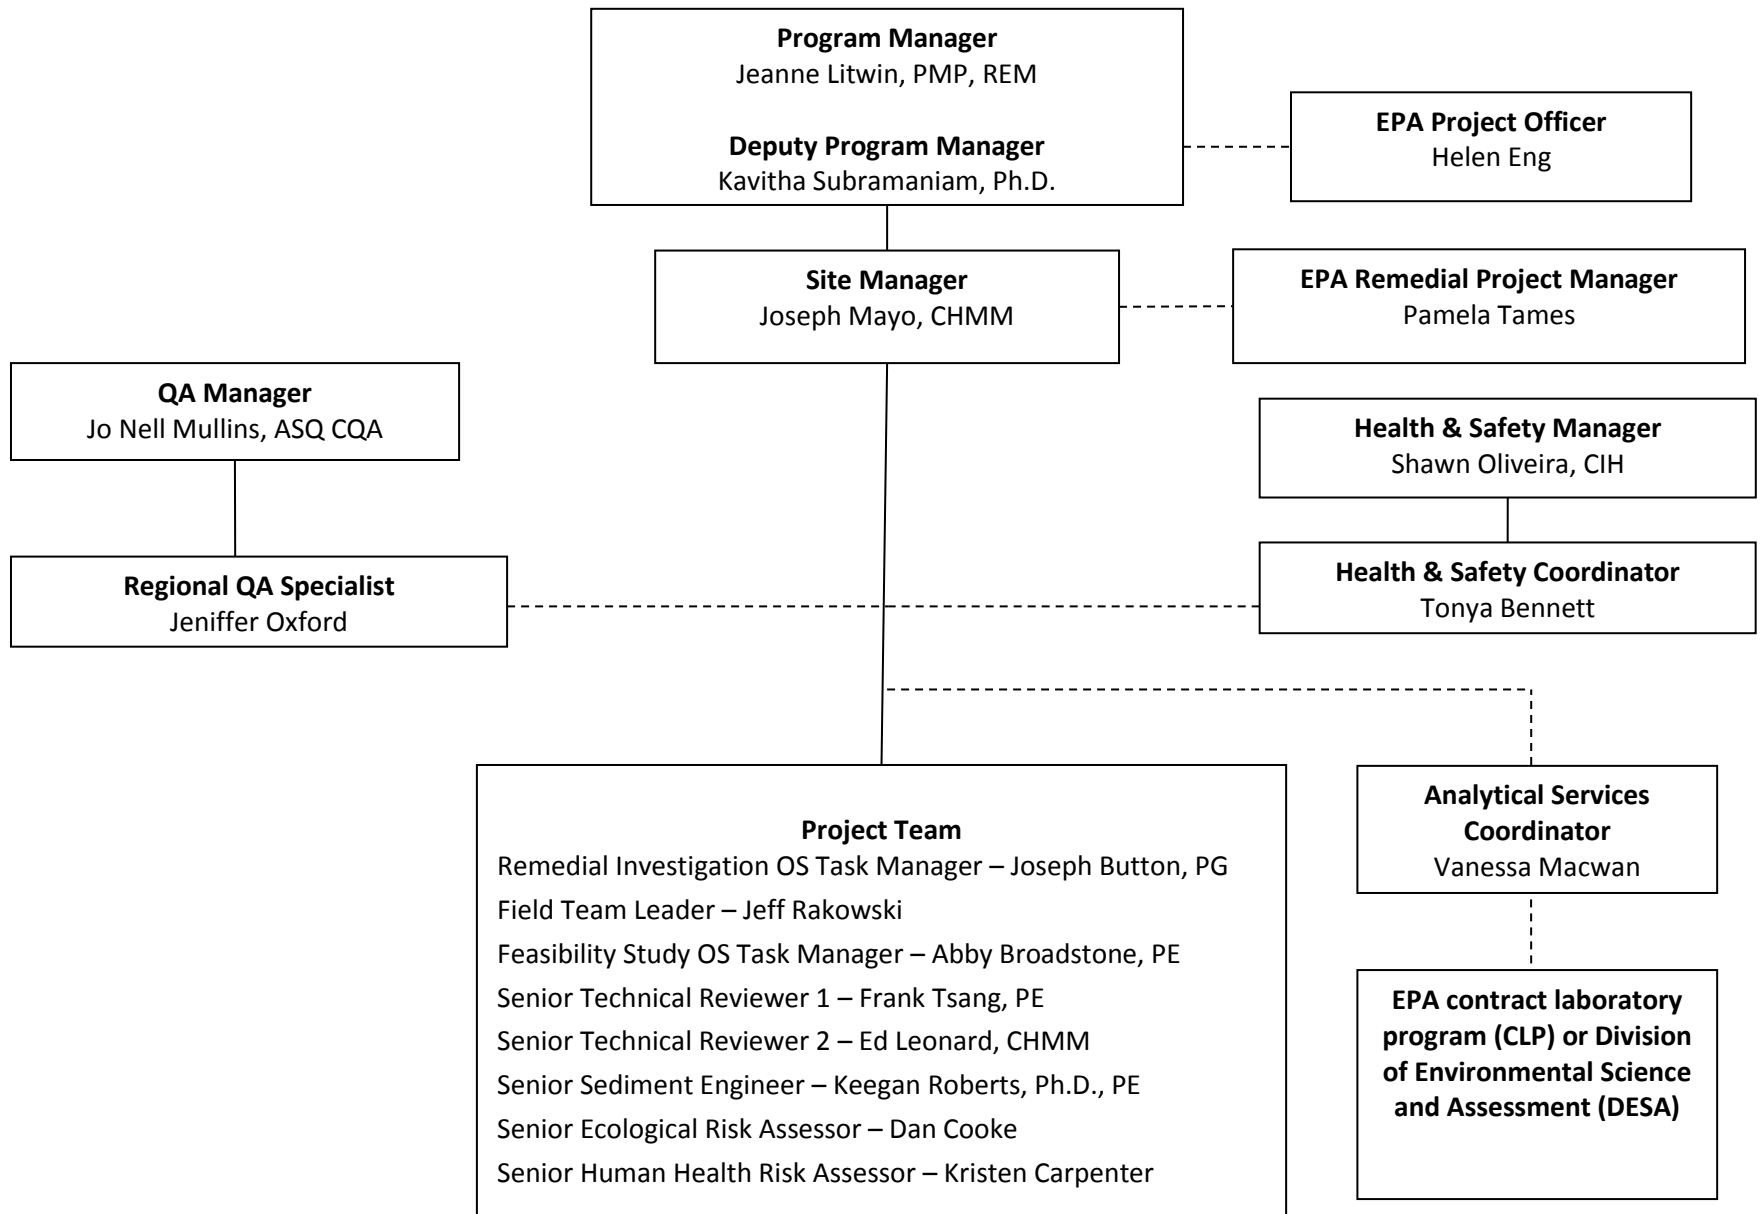 Program Manager
Jeanne Litwin, PMP, REM
Deputy Program Manager
Kavitha Subramaniam, Ph.D.
EPA Project Officer
Helen Eng
Site Manager
Joseph Mayo, CHMM
EPA Remedial Project Manager
Pamela Tames
QA Manager
Jo Nell Mullins, ASQ CQA
Health & Safety Manager
Shawn Oliveira, CIH
Regional QA Specialist
Jeniffer Oxford
Health & Safety Coordinator
Tonya Bennett
Project Team
Remedial Investigation OS Task Manager – Joseph Button, PG
Field Team Leader – Jeff Rakowski
Feasibility Study OS Task Manager – Abby Broadstone, PE
Senior Technical Reviewer 1 – Frank Tsang, PE
Senior Technical Reviewer 2 – Ed Leonard, CHMM
Senior Sediment Engineer – Keegan Roberts, Ph.D., PE
Senior Ecological Risk Assessor – Dan Cooke
Senior Human Health Risk Assessor – Kristen Carpenter
Analytical Services
Coordinator
Vanessa Macwan
EPA contract laboratory
program (CLP) or Division
of Environmental Science
and Assessment (DESA)